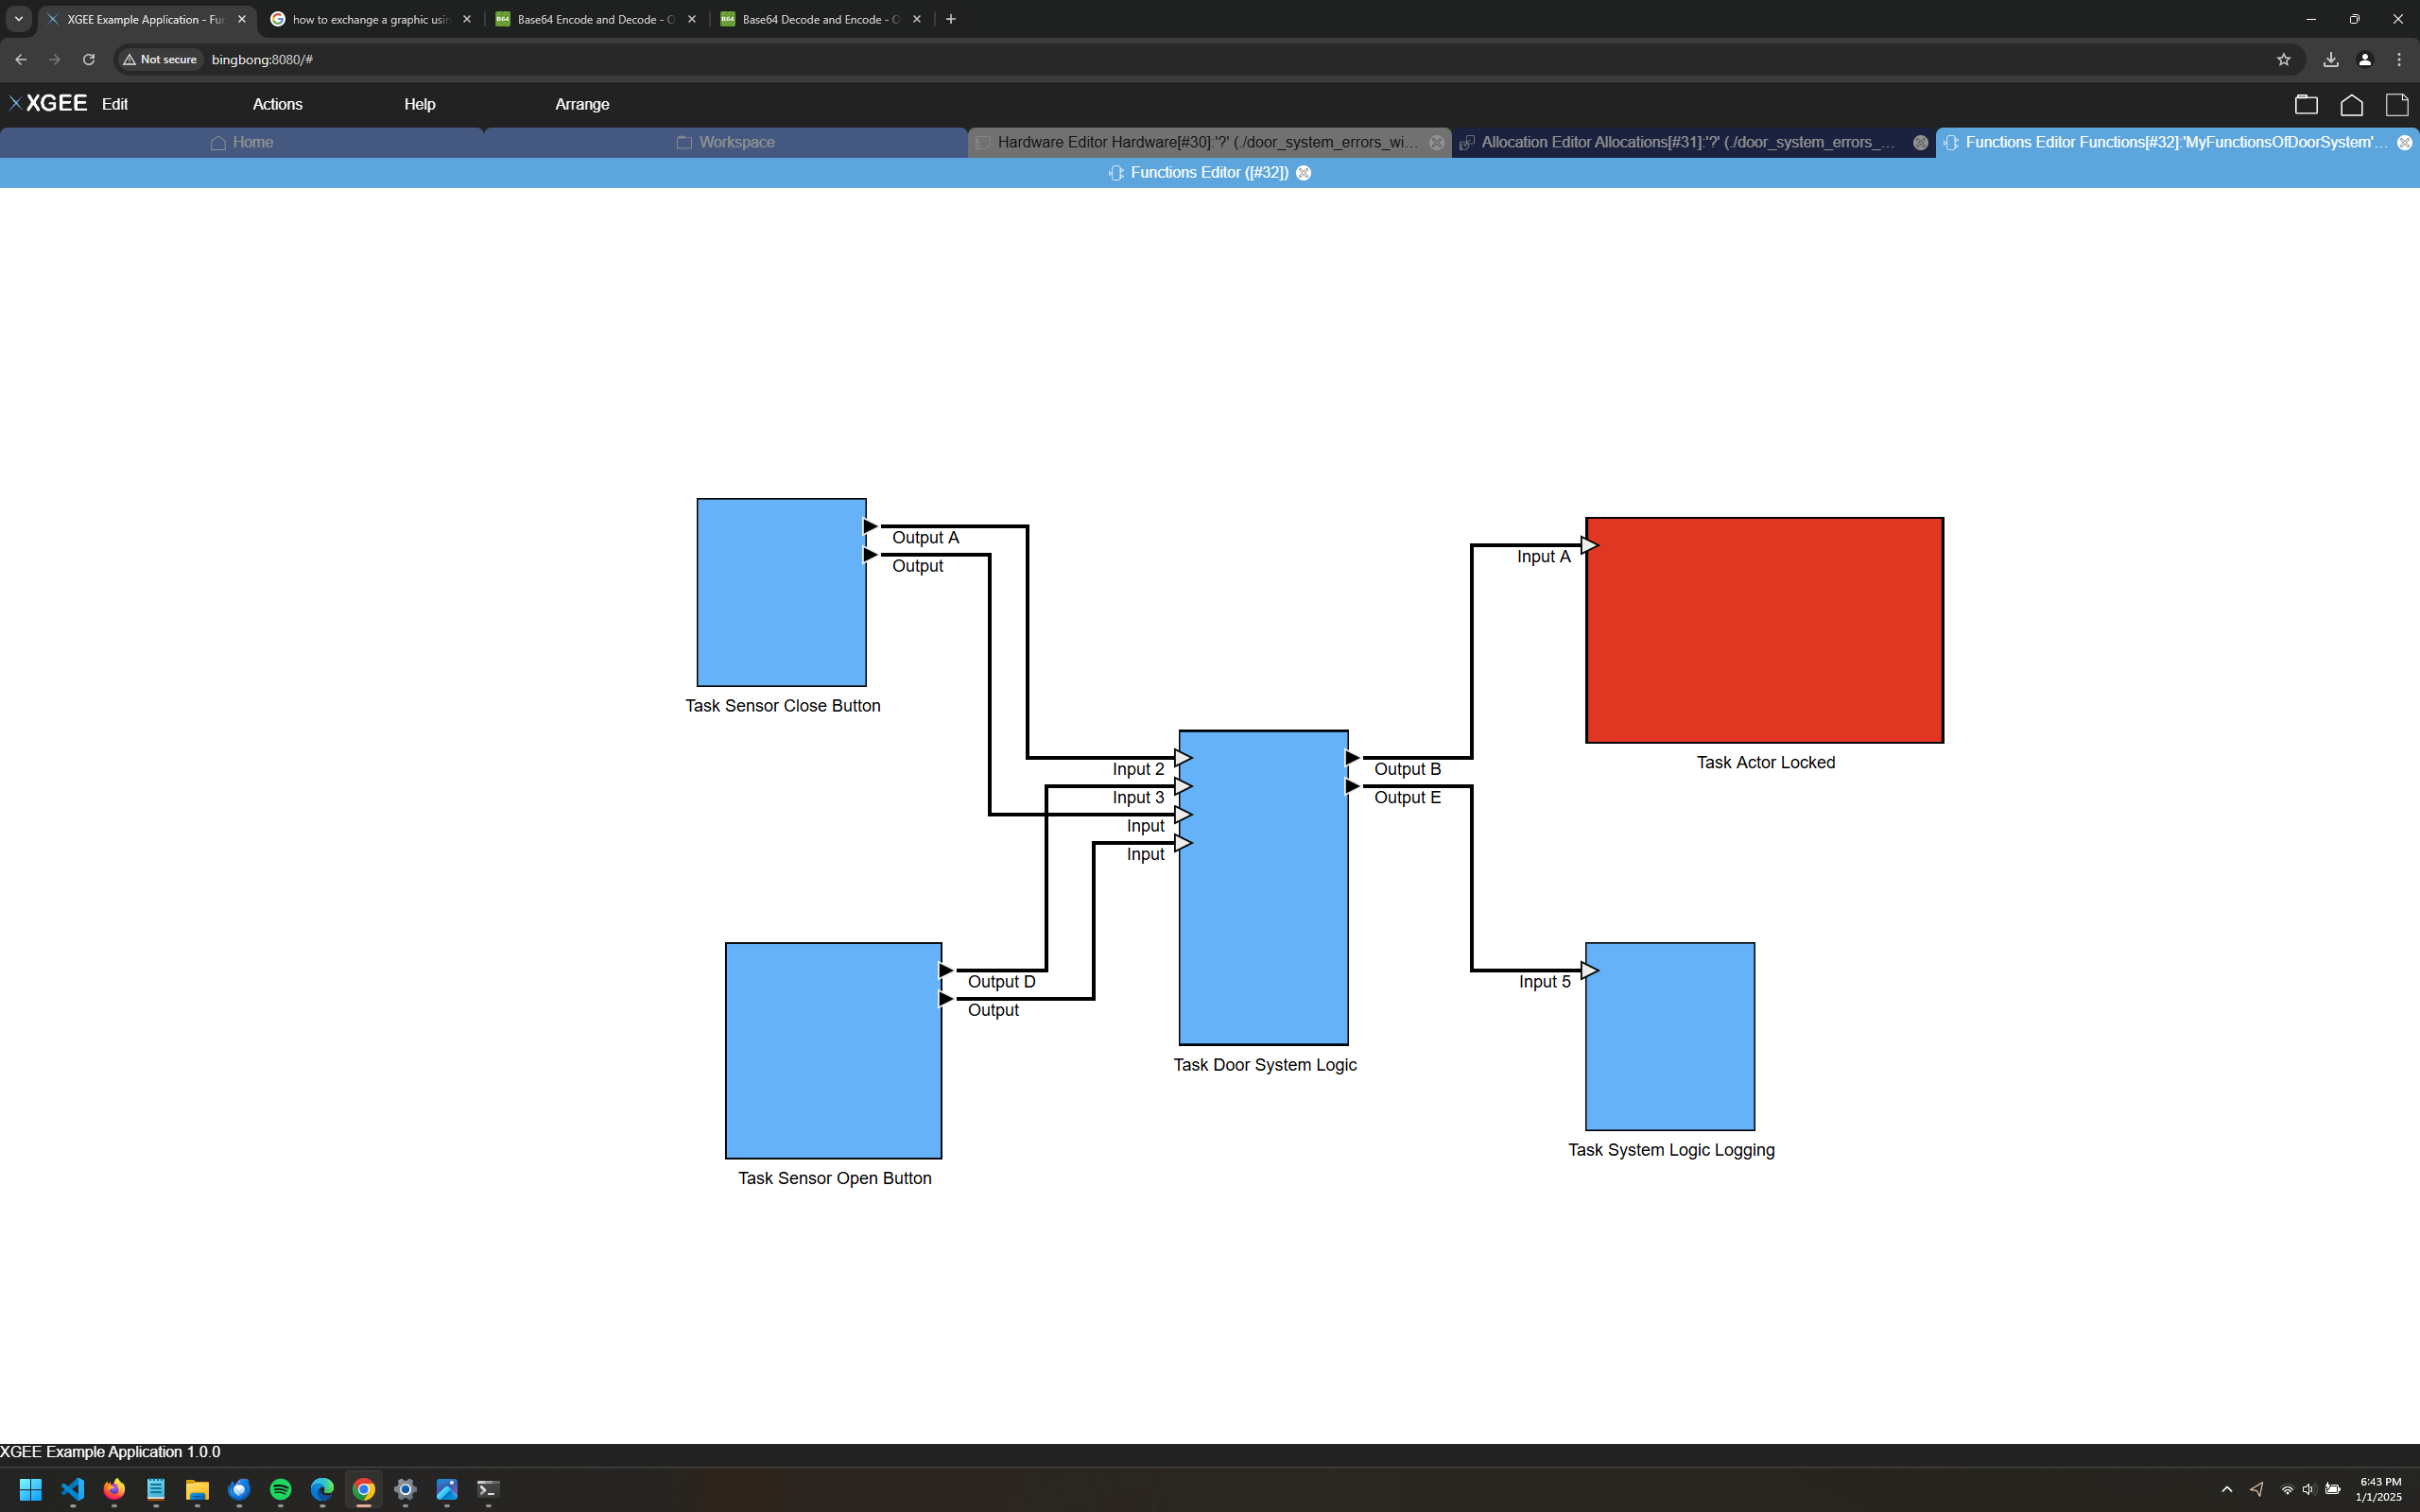 XGEE Example Application - Fur
how to exchange a graphic usin
Base64 Encode and Decode - O
Base64 Decode and Encode - O
Not secure
bingbong:8080/#
XGEE
Edit
Actions
Help
Arrange
Home
Workspace
Hardware Editor Hardware[#30]:'?' (./door_system_errors_wi...
Allocation Editor Allocations[#31]:'?' (./door_system_errors_...
Functions Editor Functions[#32]:'MyFunctionsOfDoorSystem'...
Functions Editor ([#32])
Output A
Output
Task Sensor Close Button
Input A
Task Actor Locked
Input 2
Input 3
Input
Input
Output B
Output E
Task Door System Logic
Output D
Output
Task Sensor Open Button
Input 5
Task System Logic Logging
XGEE Example Application 1.0.0
6:43 PM
1/1/2025